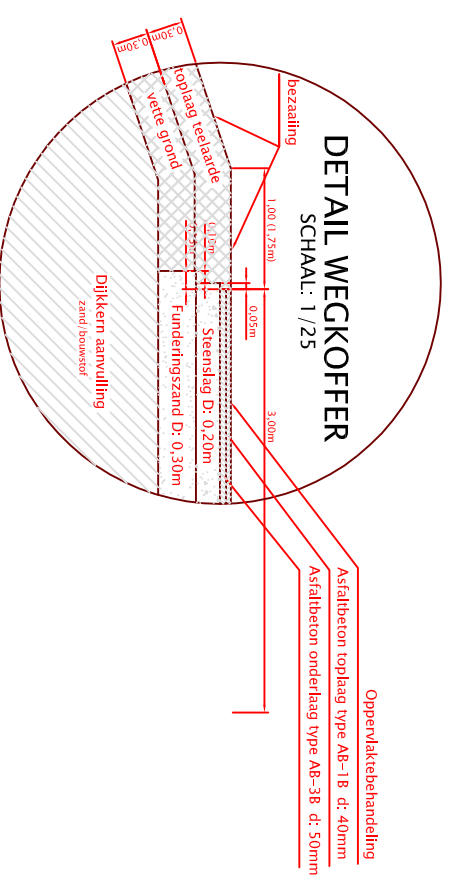 DETAIL WEGKOFFER
SCHAAL: 1/25
bezaaiing
0,30m
0,30m
toplaag teelaarde
vette grond
1,00 (1,75m)
0,10m
0,05m
3,00m
Steenslag D: 0,20m
Funderingszand D: 0,30m
Dijkkern aanvulling
zand/bouwstof
Oppervlaktebehandeling
Asfaltbeton toplaag type AB-1B d: 40mm
Asfaltbeton onderlaag type AB-3B d: 50mm